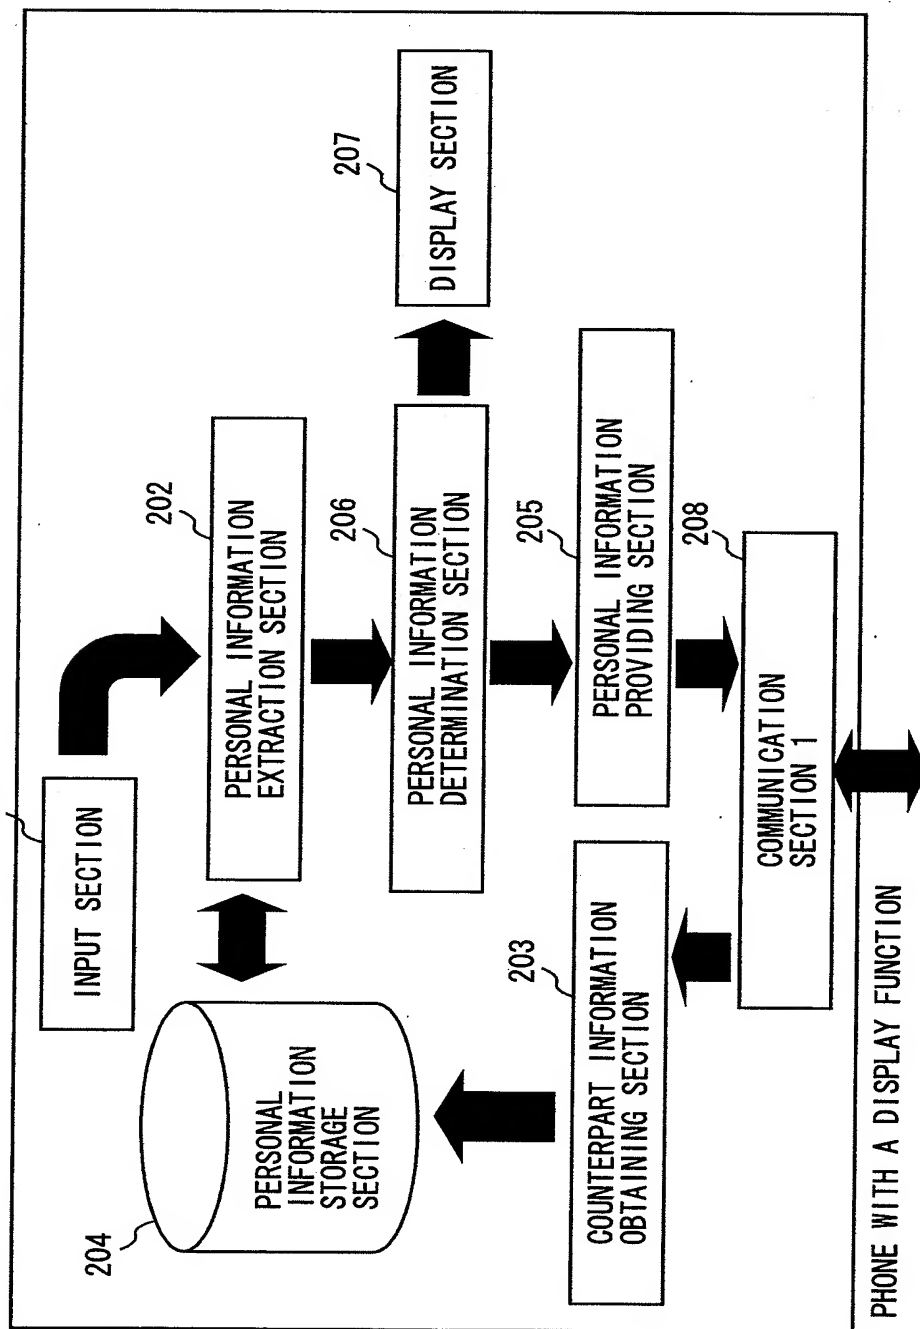 INPUT SECTION
202
PERSONAL INFORMATION
EXTRACTION SECTION
204
PERSONAL
INFORMATION
STORAGE
SECTION
206
PERSONAL INFORMATION
DETERMINATION SECTION
207
DISPLAY SECTION
203
COUNTERPART INFORMATION
OBTAINING SECTION
205
PERSONAL INFORMATION
PROVIDING SECTION
208
COMMUNICATION
SECTION 1
PHONE WITH A DISPLAY FUNCTION